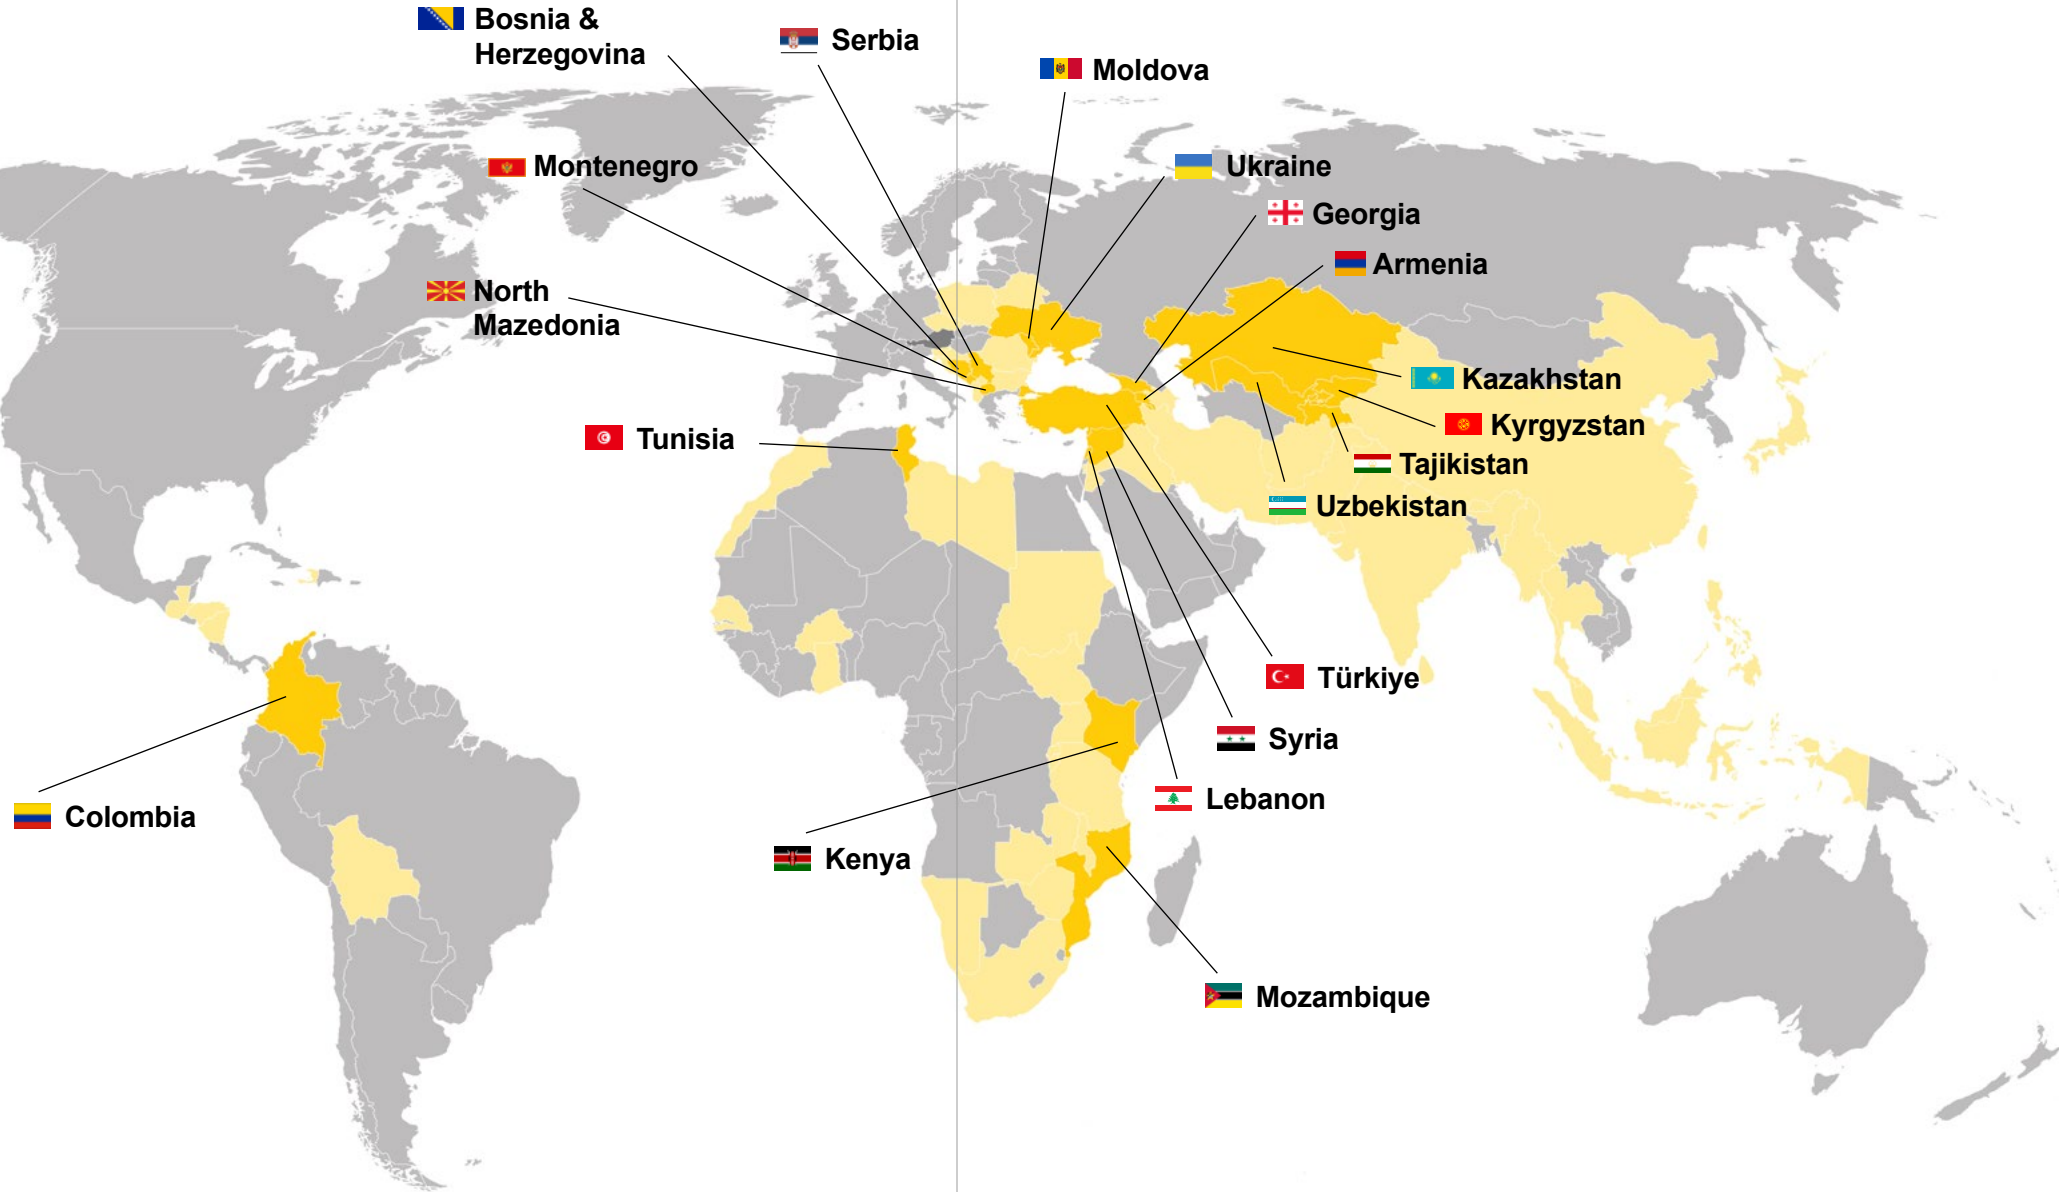 Bosnia &
Herzegovina
Serbia
Moldova
Montenegro
Ukraine
Georgia
Armenia
North
Mazedonia
Kazakhstan
Kyrgyzstan
Tunisia
Tajikistan
Uzbekistan
Türkiye
Syria
Lebanon
Colombia
Kenya
Mozambique